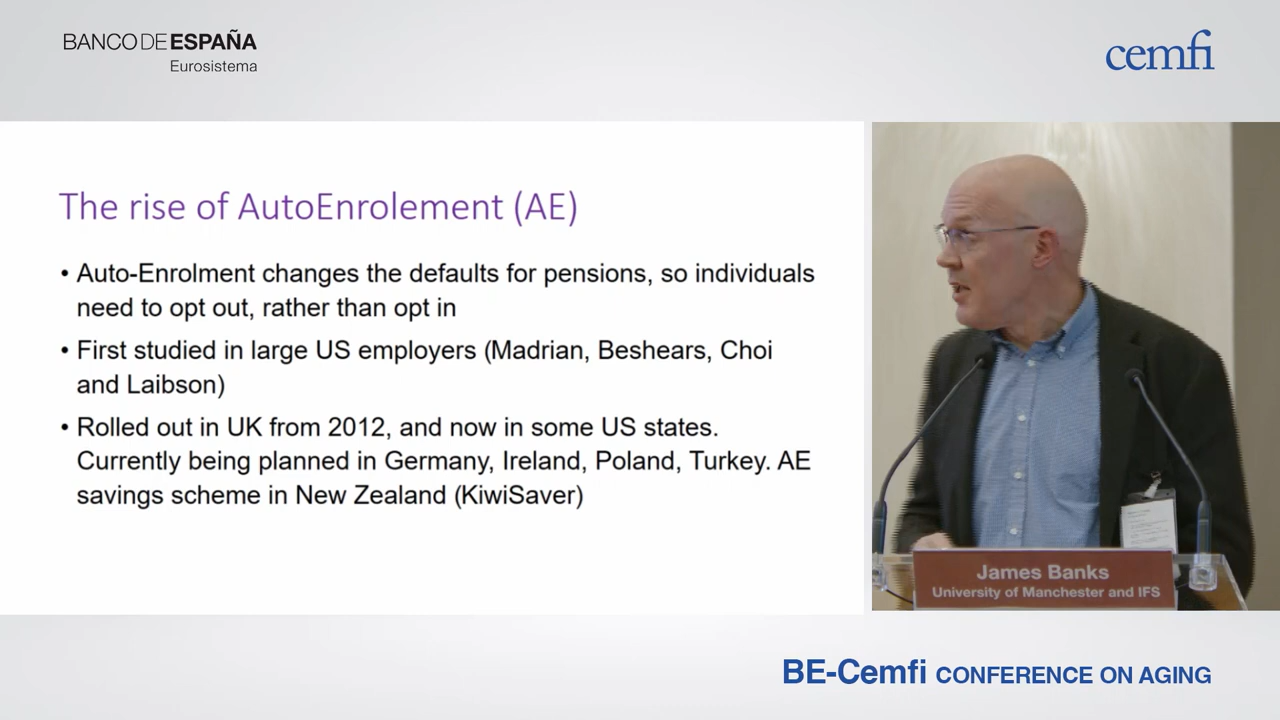 BANCO DE ESPAÑA
Eurosistema
cemfi
The rise of AutoEnrolement (AE)
• Auto-Enrolment changes the defaults for pensions, so individuals
need to opt out, rather than opt in
• First studied in large US employers (Madrian, Beshears, Choi
and Laibson)
• Rolled out in UK from 2012, and now in some US states.
Currently being planned in Germany, Ireland, Poland, Turkey. AE
savings scheme in New Zealand (KiwiSaver)
James Banks
University of Manchester and IFS
BE-Cemfi CONFERENCE ON AGING